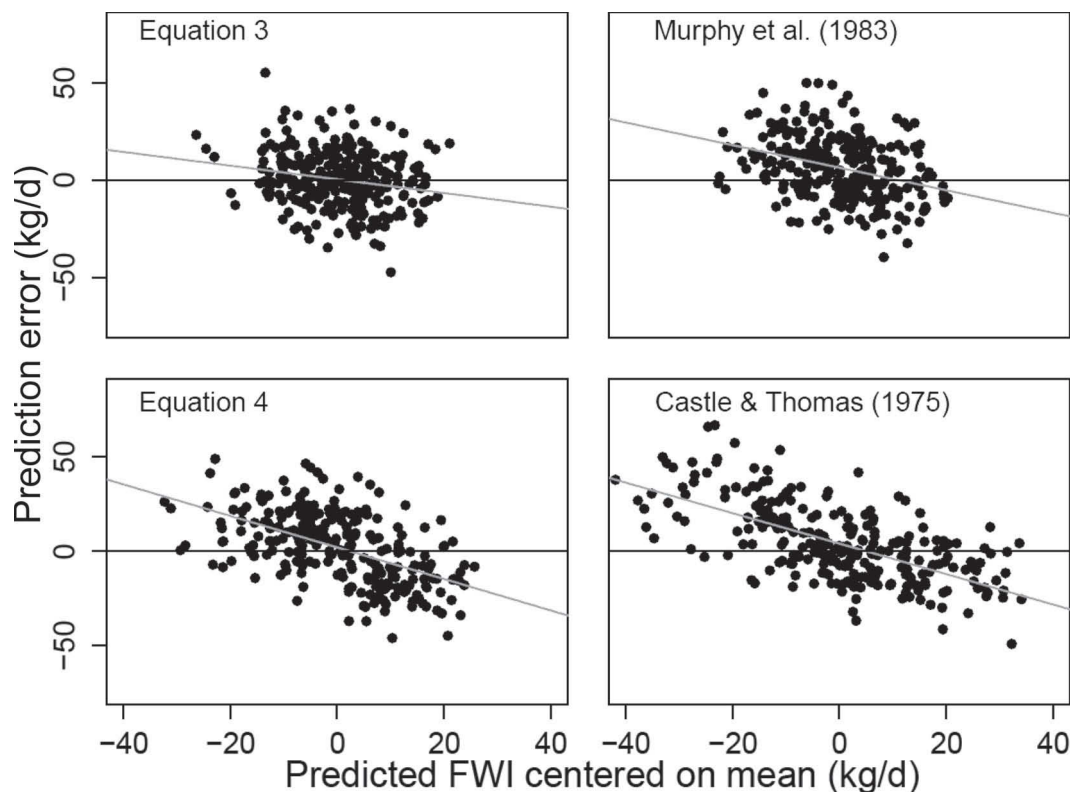 Equation 3
Murphy et al. (1983)
50
0
−50
Equation 4
Castle & Thomas (1975)
50
0
−50
Prediction error (kg/d)
−40 −20 0 20 40 −40 −20 0 20 40
Predicted FWI centered on mean (kg/d)